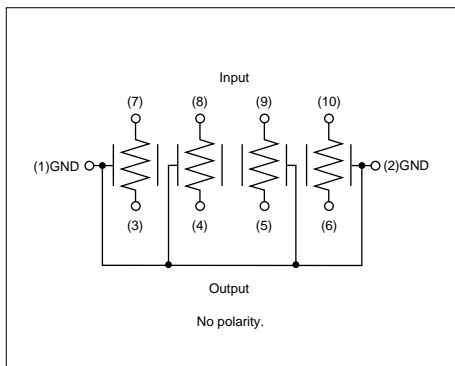 Input
(7) (8) (9) (10)
(1)GND (2)GND
(3) (4) (5) (6)
Output
No polarity.